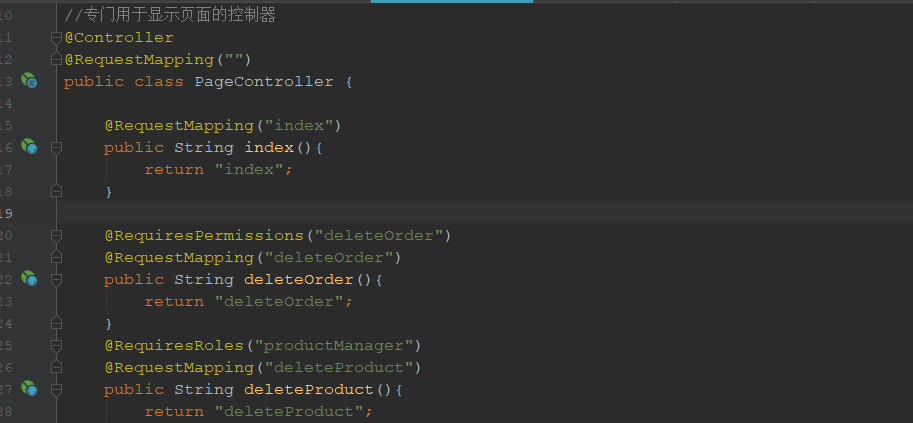 10 //专门用于显示页面的控制器
11 @Controller
12 @RequestMapping("")
13 public class PageController {
14
15 @RequestMapping("index")
16 public String index(){
17 return "index";
18 }
19
20 @RequiresPermissions("deleteOrder")
21 @RequestMapping("deleteOrder")
22 public String deleteOrder(){
23 return "deleteOrder";
24 }
25 @RequiresRoles("productManager")
26 @RequestMapping("deleteProduct")
27 public String deleteProduct(){
28 return "deleteProduct";